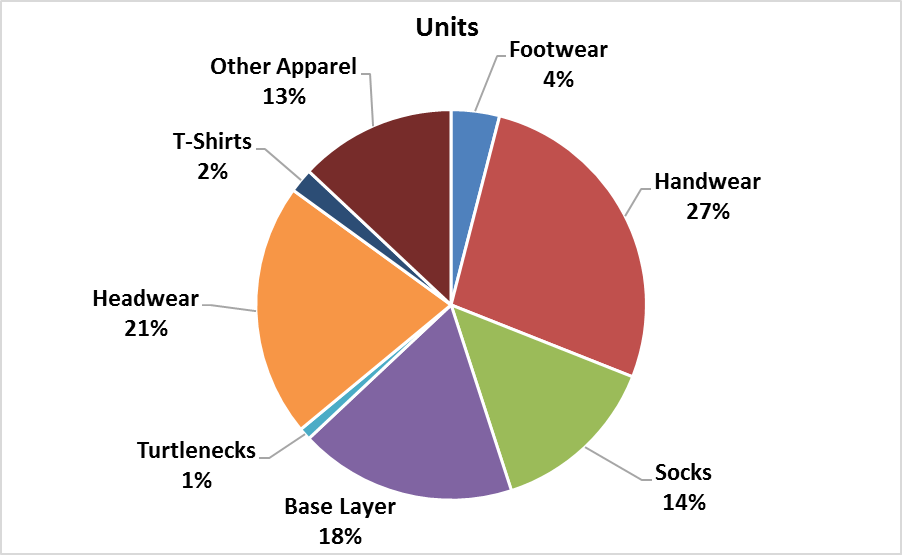 Units
Footwear
4%
Handwear
27%
Socks
14%
Base Layer
18%
Turtlenecks
1%
Headwear
21%
T-Shirts
2%
Other Apparel
13%